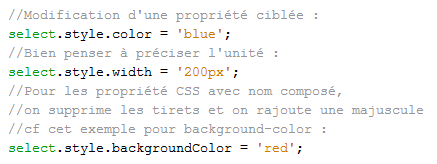 //Modification d'une propriété ciblée :
select.style.color = 'blue';
//Bien penser à préciser l'unité :
select.style.width = '200px';
//Pour les propriété CSS avec nom composé,
//on supprime les tirets et on rajoute une majuscule
//cf cet exemple pour background-color :
select.style.backgroundColor = 'red';